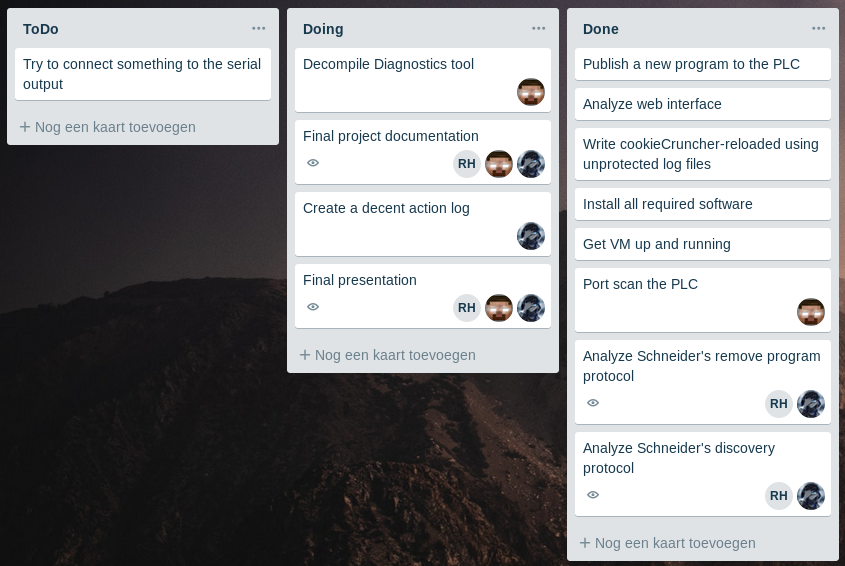 ToDo
Try to connect something to the serial
output
Nog een kaart toevoegen
Doing
Decompile Diagnostics tool
Final project documentation
RH
Create a decent action log
Final presentation
RH
Nog een kaart toevoegen
Done
Publish a new program to the PLC
Analyze web interface
Write cookieCruncher-reloaded using
unprotected log files
Install all required software
Get VM up and running
Port scan the PLC
Analyze Schneider's remove program
protocol
RH
Analyze Schneider's discovery
protocol
RH
Nog een kaart toevoegen